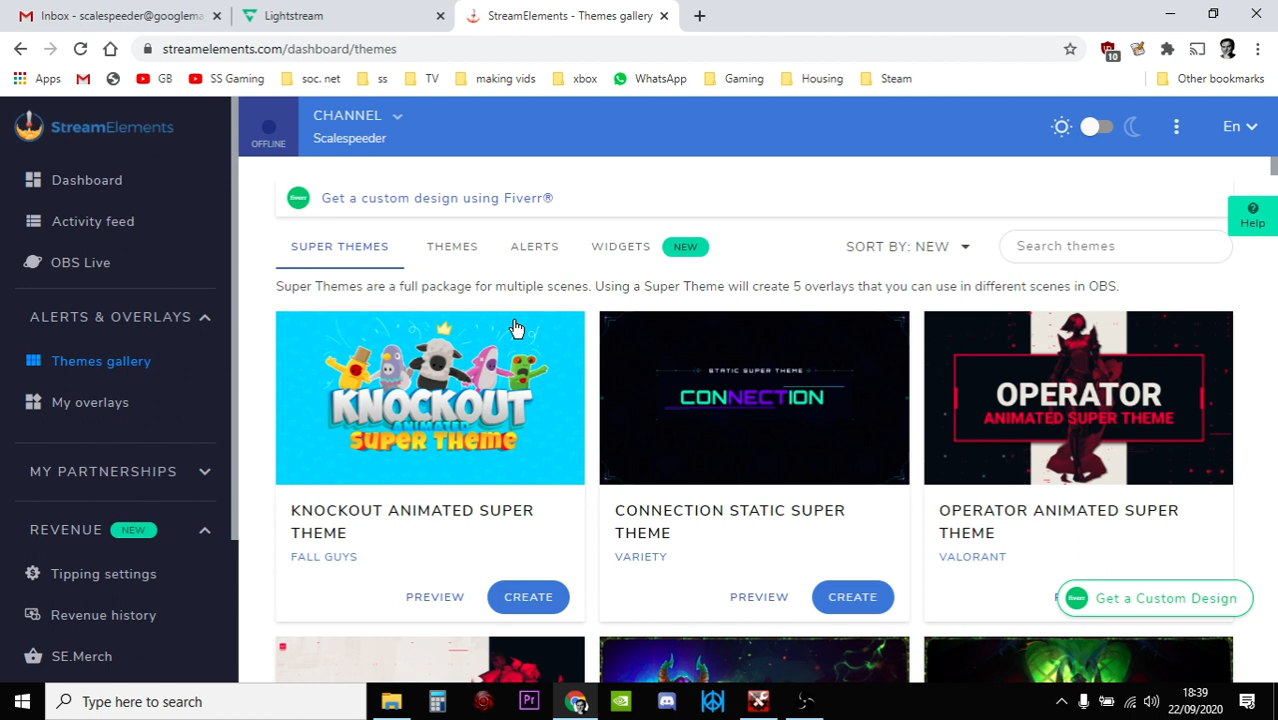 Inbox - scalespeeder@googlema
Lightstream
StreamElements - Themes gallery
streamelements.com/dashboard/themes
10
Apps
GB
SS Gaming
soc. net
ss
TV
making vids
xbox
WhatsApp
Gaming
Housing
Steam
Other bookmarks
StreamElements
OFFLINE
CHANNEL
Scalespeeder
En
Dashboard
Activity feed
OBS Live
ALERTS & OVERLAYS
Themes gallery
My overlays
MY PARTNERSHIPS
REVENUE NEW
Tipping settings
Revenue history
SE.Merch
fiverr
Get a custom design using Fiverr®
Help
SUPER THEMES
THEMES
ALERTS
WIDGETS NEW
SORT BY: NEW
Search themes
Super Themes are a full package for multiple scenes. Using a Super Theme will create 5 overlays that you can use in different scenes in OBS.
KNOCKOUT
ANIMATED
SUPER THEME
STATIC SUPER THEME
CONNECTION
OPERATOR
ANIMATED SUPER THEME
KNOCKOUT ANIMATED SUPER
THEME
FALL GUYS
PREVIEW
CREATE
CONNECTION STATIC SUPER
THEME
VARIETY
PREVIEW
CREATE
OPERATOR ANIMATED SUPER
THEME
VALORANT
fiverr
Get a Custom Design
Type here to search
Pr
18:39
22/09/2020